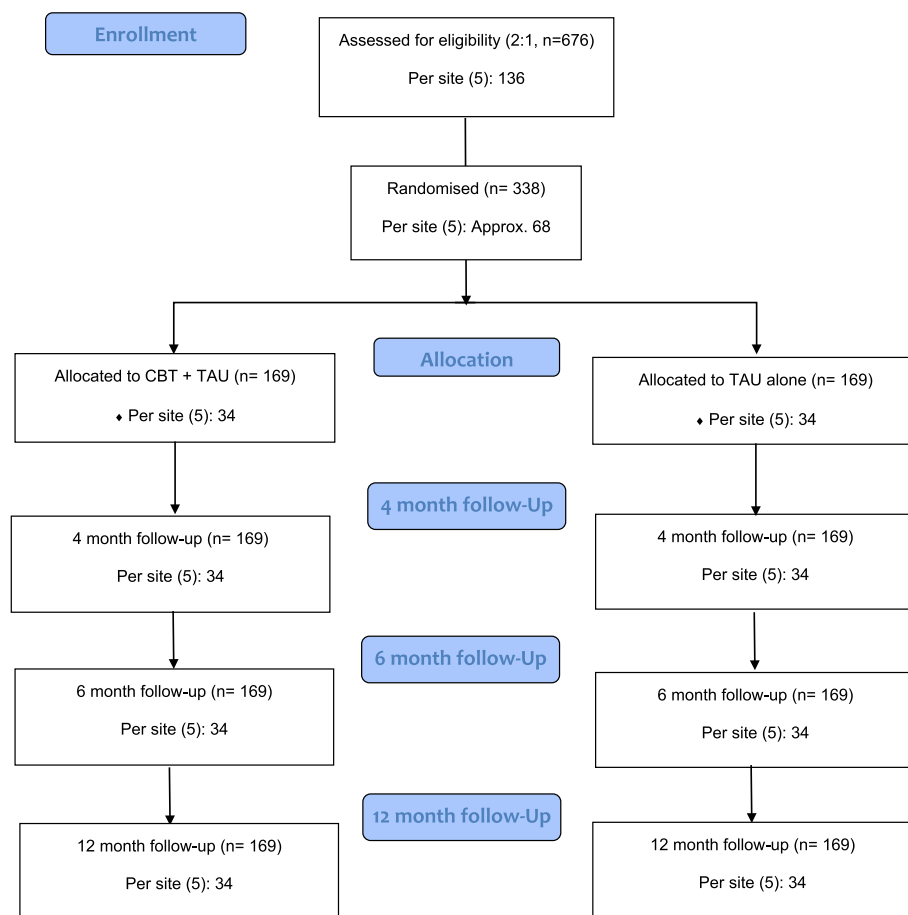 Enrollment
Assessed for eligibility (2:1, n=676)
Per site (5): 136
Randomised (n= 338)
Per site (5): Approx. 68
Allocation
Allocated to CBT + TAU (n= 169)
♦ Per site (5): 34
Allocated to TAU alone (n= 169)
♦ Per site (5): 34
4 month follow-Up
4 month follow-up (n= 169)
Per site (5): 34
4 month follow-up (n= 169)
Per site (5): 34
6 month follow-Up
6 month follow-up (n= 169)
Per site (5): 34
6 month follow-up (n= 169)
Per site (5): 34
12 month follow-Up
12 month follow-up (n= 169)
Per site (5): 34
12 month follow-up (n= 169)
Per site (5): 34